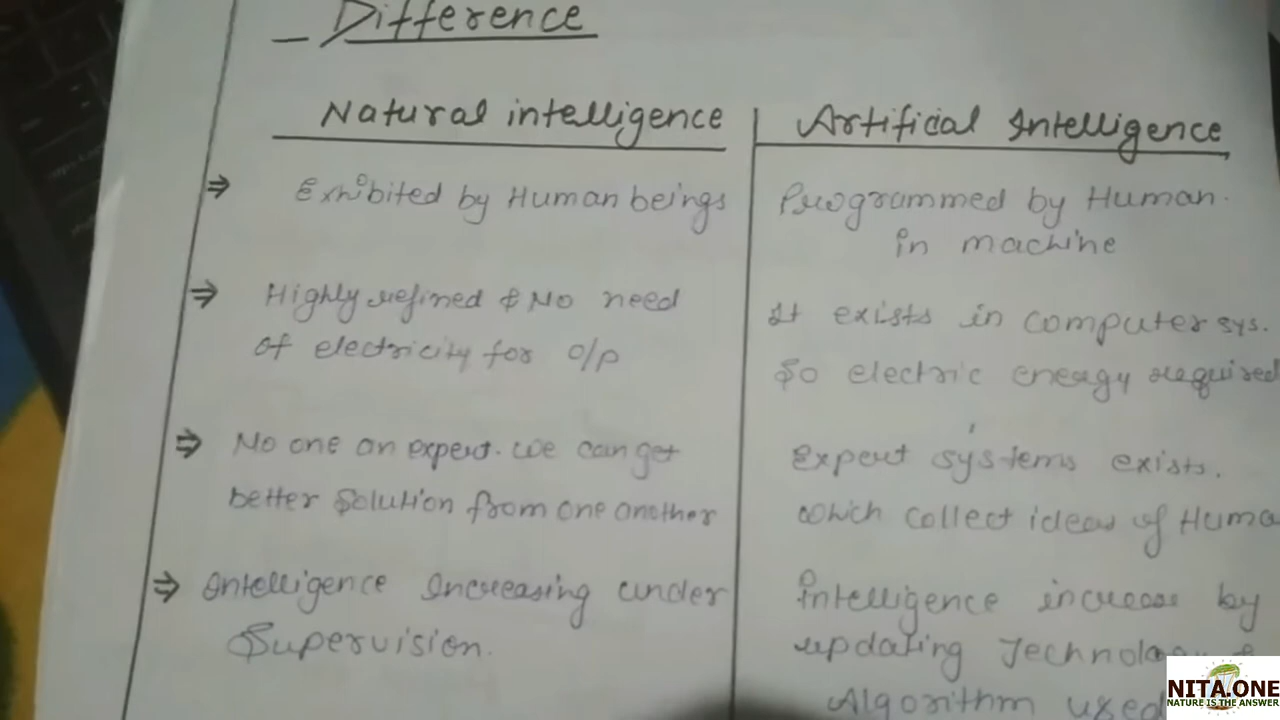 – Difference
Natural intelligence
Artificial Intelligence
⇒ Exhibited by Human beings
Programmed by Human.
in machine
⇒ Highly refined & No need
of electricity for O/P
It exists in computer sys.
So electric energy required
⇒ No one an expert. We can get
better solution from one another
Expert systems exists.
Which collect ideas of Huma
⇒ Intelligence Increasing under
Supervision.
intelligence increase by
updating Technolo
Algorithm used
NITA.ONE
NATURE IS THE ANSWER